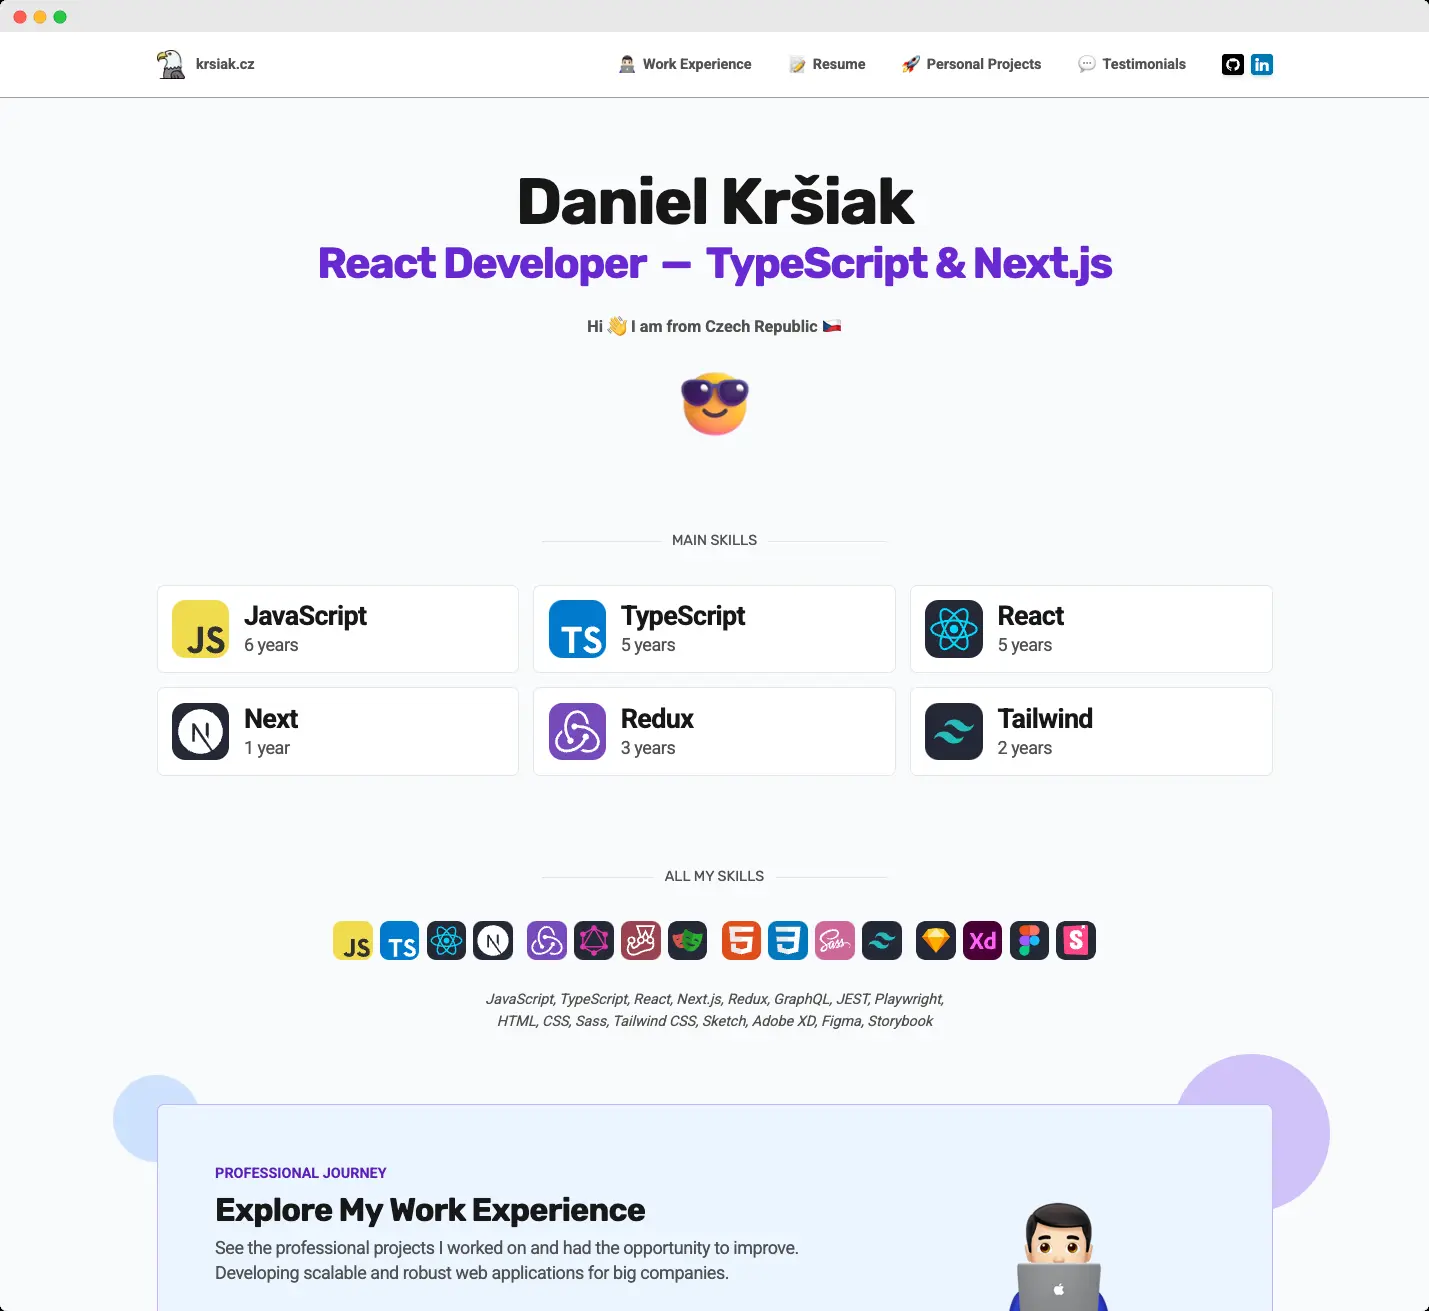 krsiak.cz
Work Experience
Resume
Personal Projects
Testimonials
in
Daniel Kršiak
React Developer — TypeScript & Next.js
Hi 👋 I am from Czech Republic 🇨🇿
MAIN SKILLS
JS
JavaScript
6 years
TS
TypeScript
5 years
React
5 years
N
Next
1 year
Redux
3 years
Tailwind
2 years
ALL MY SKILLS
JS TS N 5 3 Sass Xd S
JavaScript, TypeScript, React, Next.js, Redux, GraphQL, JEST, Playwright,
HTML, CSS, Sass, Tailwind CSS, Sketch, Adobe XD, Figma, Storybook
PROFESSIONAL JOURNEY
Explore My Work Experience
See the professional projects I worked on and had the opportunity to improve.
Developing scalable and robust web applications for big companies.